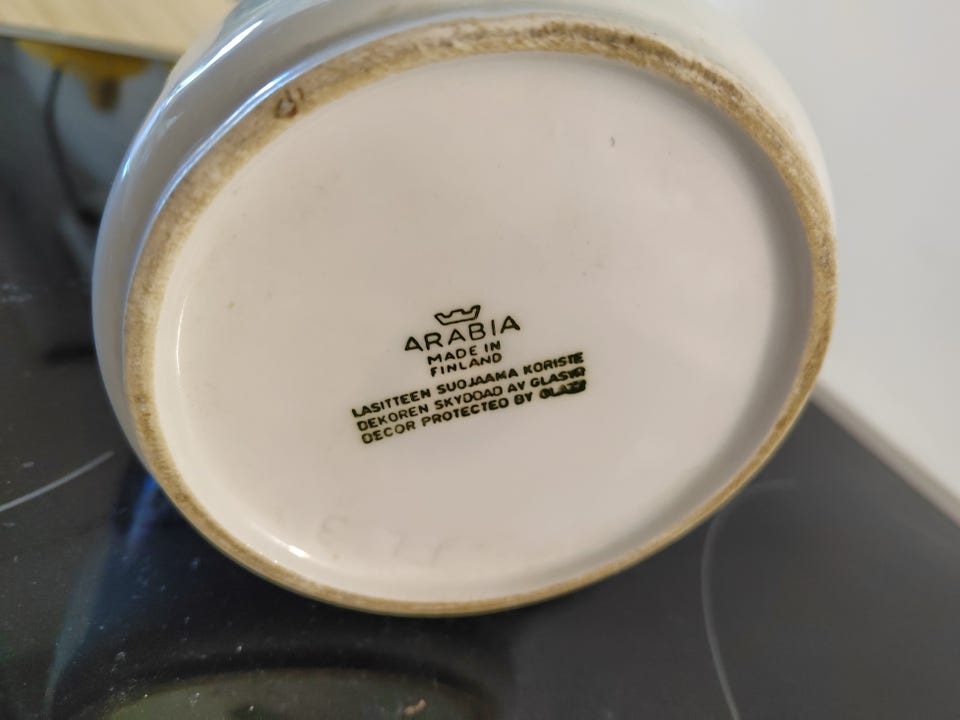 ARABIA
MADE IN
FINLAND
LASITTEEN SUOJAAMA KORISTE
DEKOREN SKYDDAD AV GLASYR
DECOR PROTECTED BY GLAZE